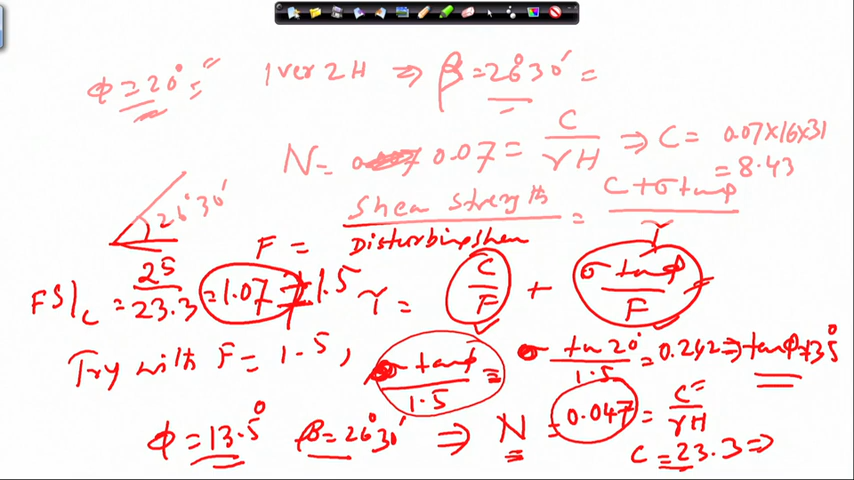 φ = 20° = 1 ver 2 H ⇒ β = 26°30' =
N = 0.07 = C/γH ⇒ C = 0.07×16×31
= 8.43
26°30'
F = Shear strength / Disturbing shear = C + σ tanφ / τ
FS/c = 25/23.3 = 1.07 ≠ 1.5 τ = C/F + σ tanφ/F
Try with F = 1.5, σ tanφ/1.5 = σ tan 20°/1.5 = 0.242 ⇒ tanφ = 13.5°
φ = 13.5° β = 26°30' ⇒ N = 0.047 = C/γH
C = 23.3 ⇒